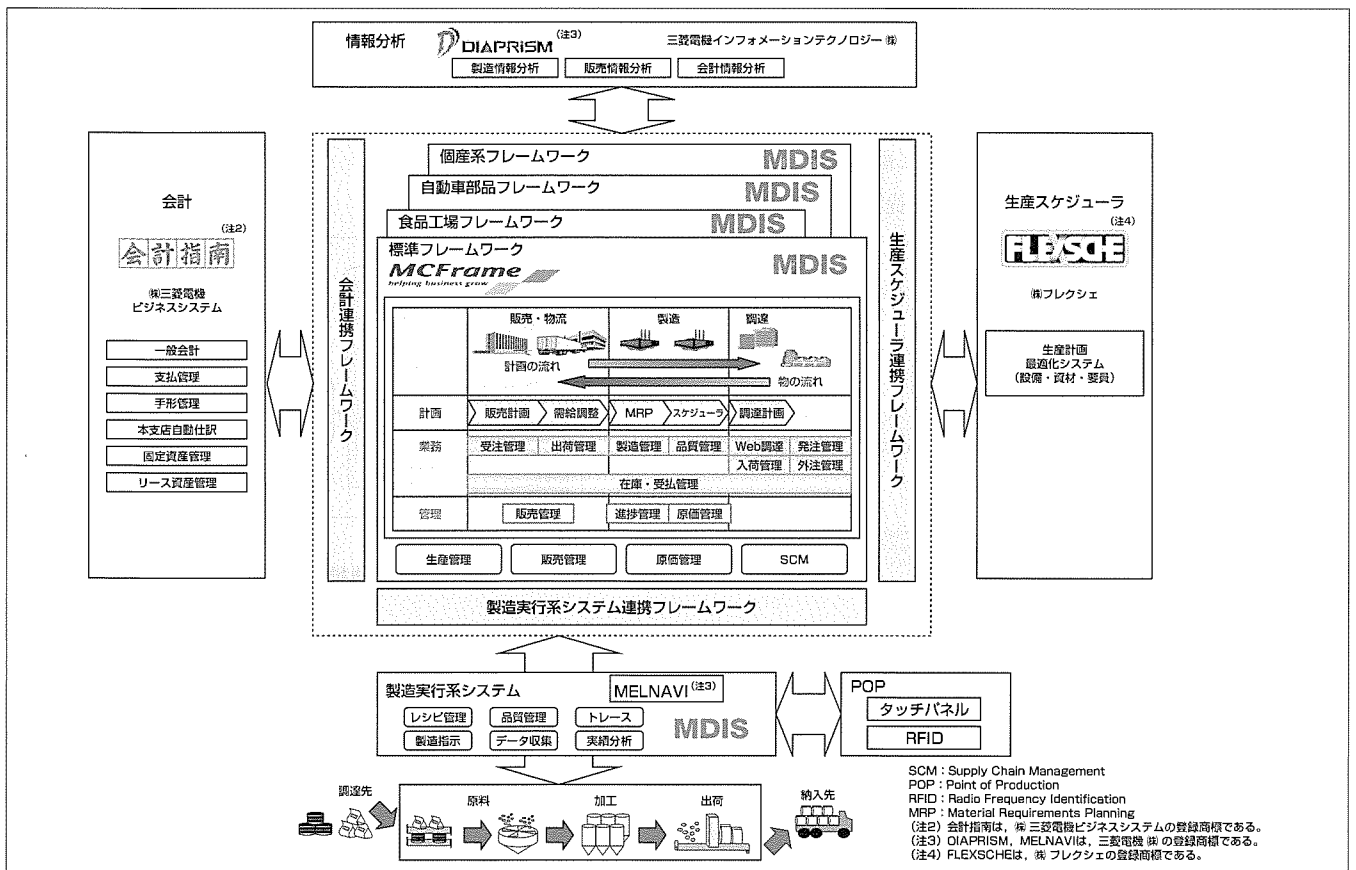 情報分析
DIAPRISM (注3)
三菱電機インフォメーションテクノロジー㈱
製造情報分析
販売情報分析
会計情報分析
会計
(注2)
会計指南
㈱三菱電機
ビジネスシステム
一般会計
支払管理
手形管理
本支店自動仕訳
固定資産管理
リース資産管理
会計連携フレームワーク
個産系フレームワーク
MDIS
自動車部品フレームワーク
MDIS
食品工場フレームワーク
MDIS
標準フレームワーク
MCFrame
helping business grow
MDIS
販売・物流
製造
調達
計画の流れ
物の流れ
計画
販売計画
需給調整
MRP
スケジューラ
調達計画
業務
受注管理
出荷管理
製造管理
品質管理
Web調達
発注管理
入荷管理
外注管理
在庫・受払管理
管理
販売管理
進捗管理
原価管理
生産管理
販売管理
原価管理
SCM
製造実行系システム連携フレームワーク
生産スケジューラ連携フレームワーク
生産スケジューラ
(注4)
FLEXSCHE
㈱フレクシェ
生産計画
最適化システム
(設備・資材・要員)
製造実行系システム
MELNAVI (注3)
レシピ管理
品質管理
トレース
製造指示
データ収集
実績分析
MDIS
POP
タッチパネル
RFID
調達先
原料
加工
出荷
納入先
SCM：Supply Chain Management
POP：Point of Production
RFID：Radio Frequency Identification
MRP：Material Requirements Planning
(注2) 会計指南は，㈱三菱電機ビジネスシステムの登録商標である。
(注3) DIAPRISM，MELNAVIは，三菱電機㈱の登録商標である。
(注4) FLEXSCHEは，㈱フレクシェの登録商標である。